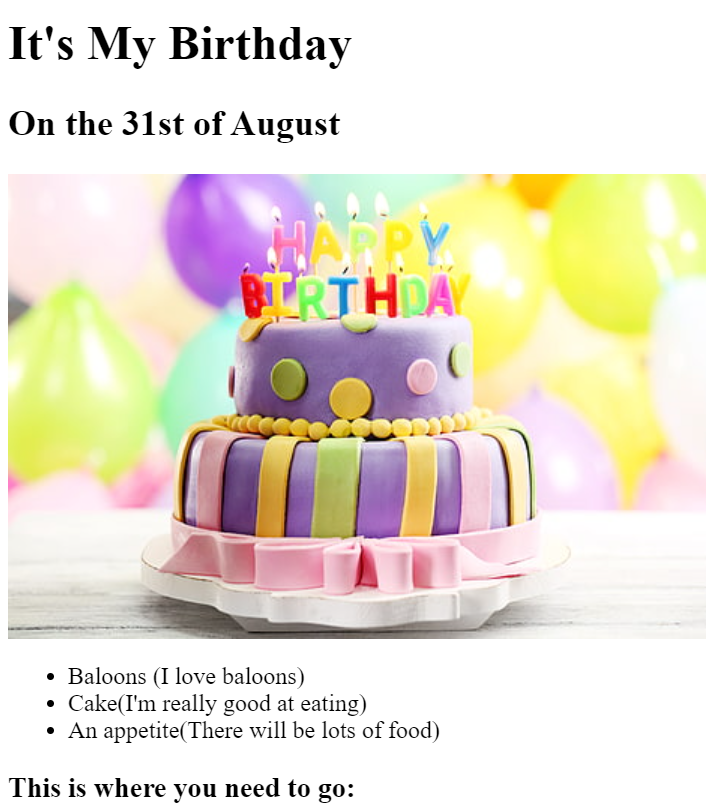 It's My Birthday
On the 31st of August
HAPPY
BIRTHDAY
Baloons (I love baloons)
Cake(I'm really good at eating)
An appetite(There will be lots of food)
This is where you need to go: